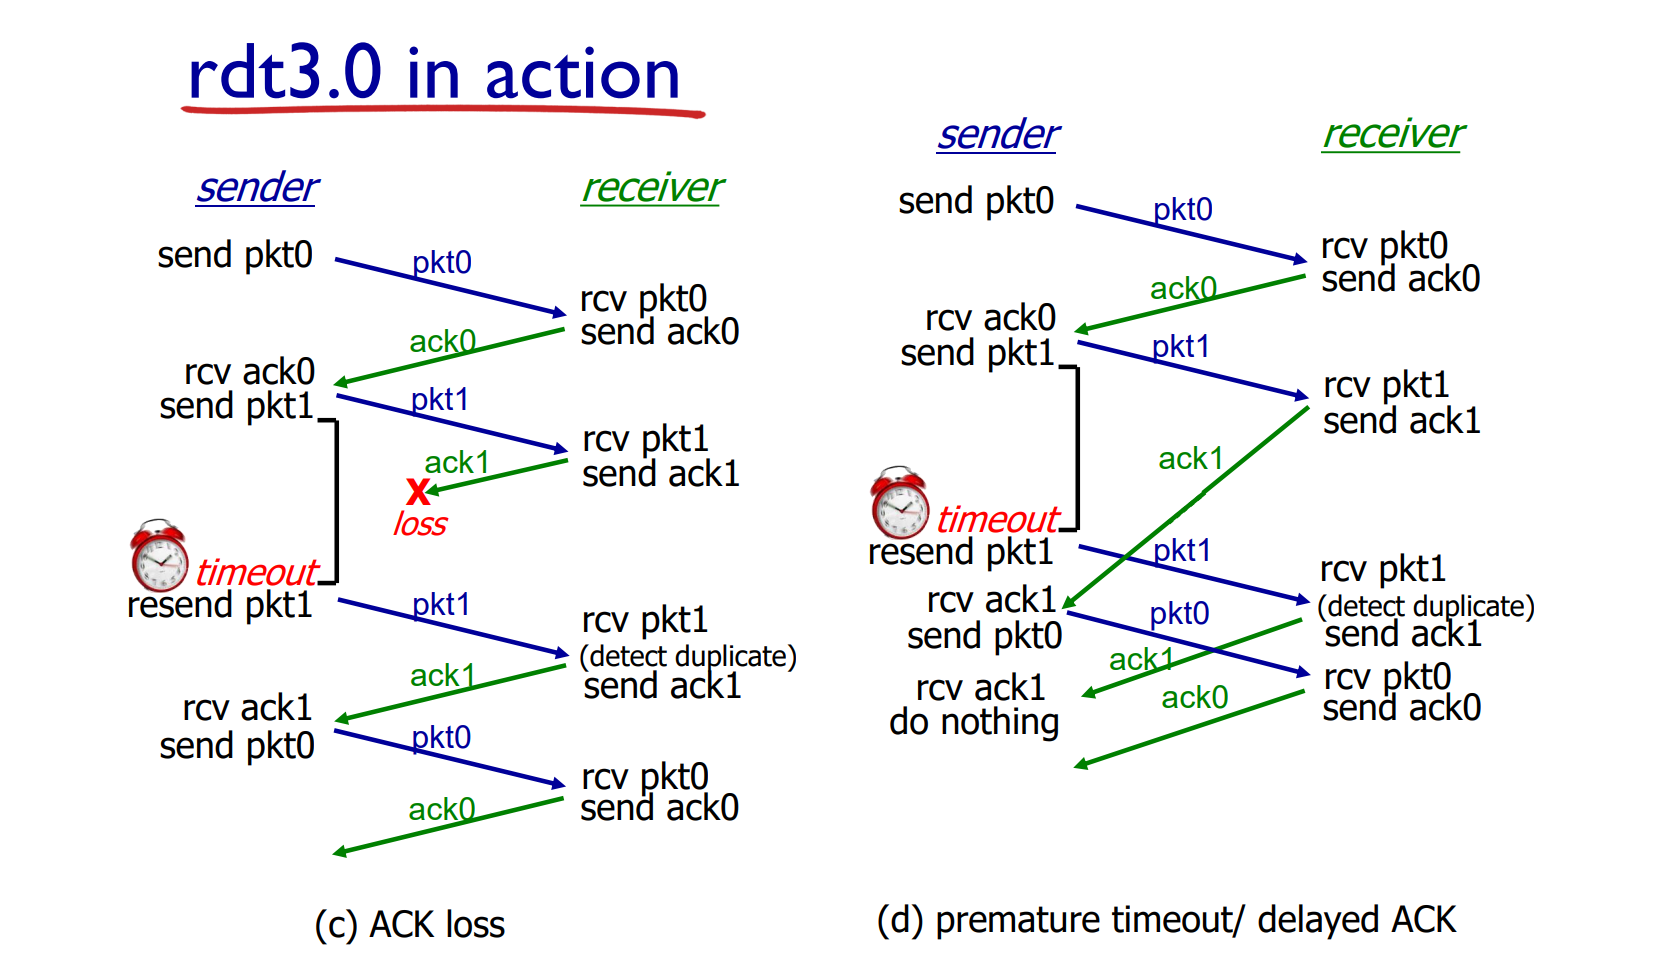 rdt3.0 in action
sender
receiver
send pkt0
pkt0
rcv pkt0
send ack0
ack0
rcv ack0
send pkt1
pkt1
rcv pkt1
send ack1
ack1
X
loss
timeout
resend pkt1
pkt1
rcv pkt1
(detect duplicate)
send ack1
ack1
rcv ack1
send pkt0
pkt0
rcv pkt0
send ack0
ack0
(c) ACK loss
sender
receiver
send pkt0
pkt0
rcv pkt0
send ack0
ack0
rcv ack0
send pkt1
pkt1
rcv pkt1
send ack1
ack1
timeout
resend pkt1
pkt1
rcv pkt1
(detect duplicate)
send ack1
rcv ack1
send pkt0
pkt0
ack1
rcv pkt0
send ack0
rcv ack1
do nothing
ack0
(d) premature timeout/ delayed ACK